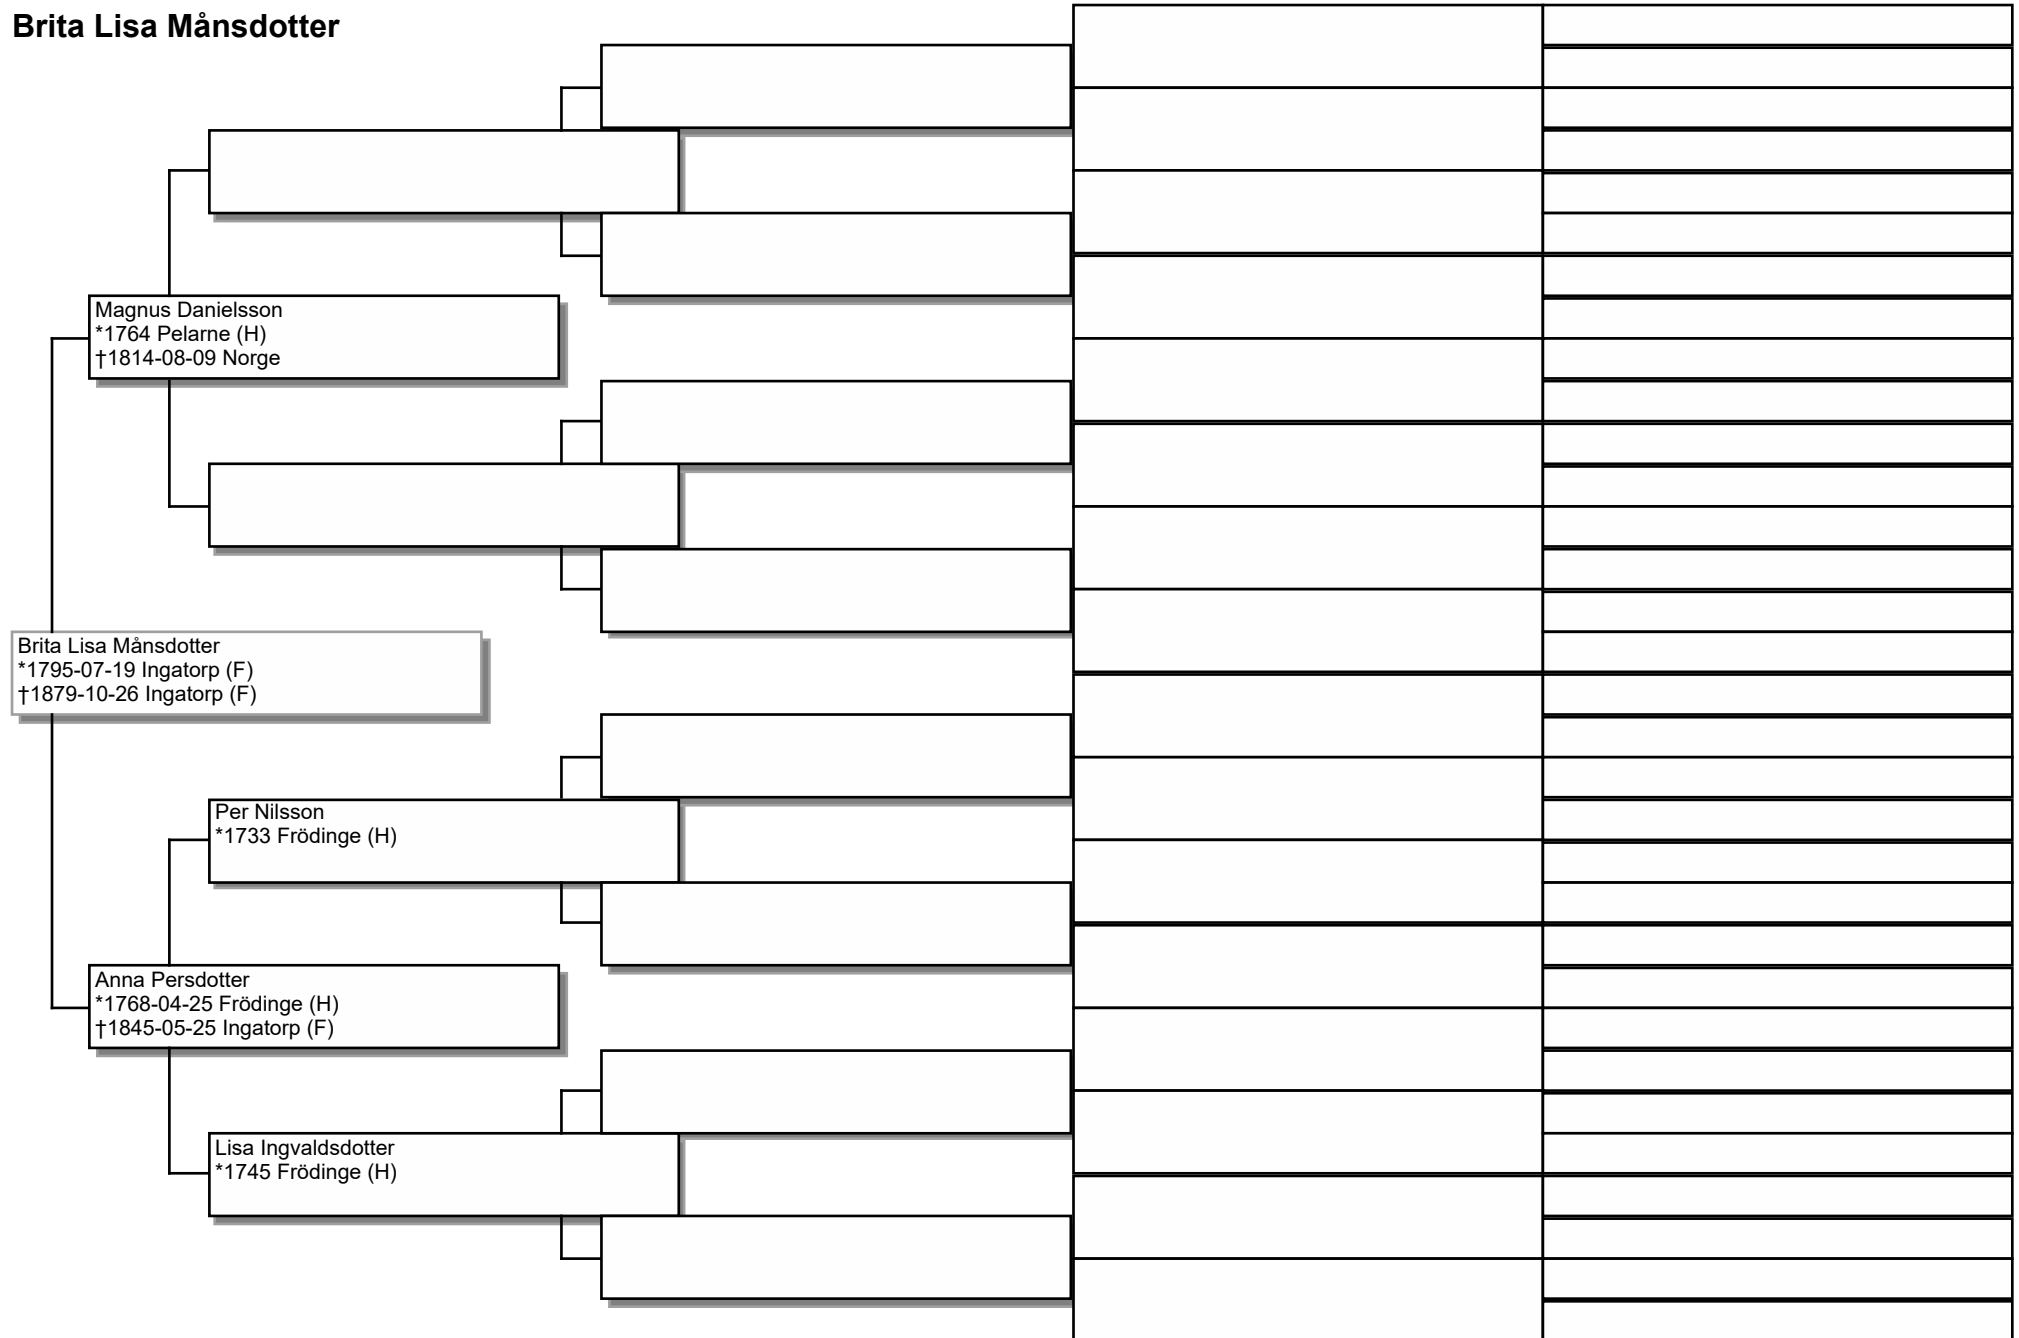 Brita Lisa Månsdotter
Magnus Danielsson
*1764 Pelarne (H)
†1814-08-09 Norge
Brita Lisa Månsdotter
*1795-07-19 Ingatorp (F)
†1879-10-26 Ingatorp (F)
Per Nilsson
*1733 Frödinge (H)
Anna Persdotter
*1768-04-25 Frödinge (H)
†1845-05-25 Ingatorp (F)
Lisa Ingvaldsdotter
*1745 Frödinge (H)